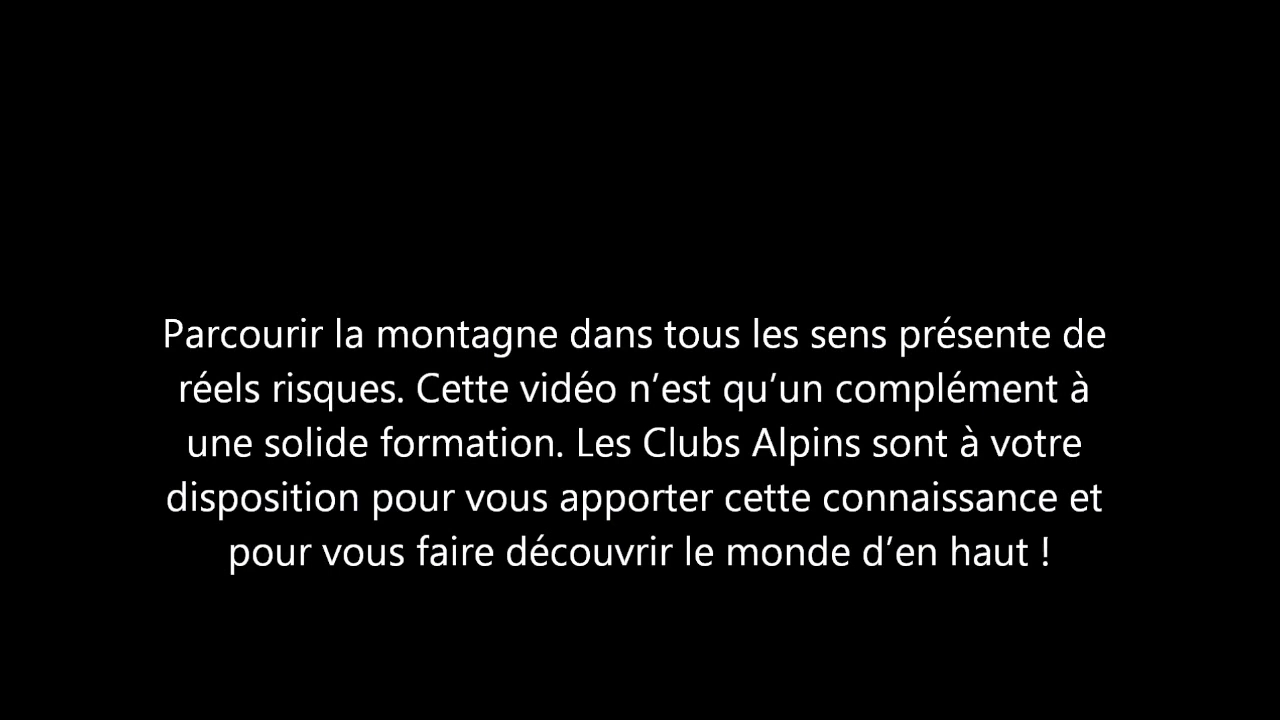 Parcourir la montagne dans tous les sens présente de
réels risques. Cette vidéo n’est qu’un complément à
une solide formation. Les Clubs Alpins sont à votre
disposition pour vous apporter cette connaissance et
pour vous faire découvrir le monde d’en haut !